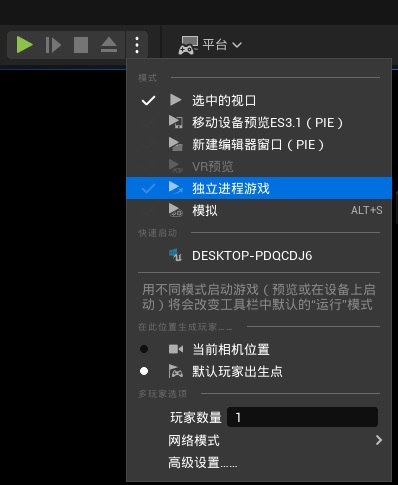 平台
模式
选中的视口
移动设备预览ES3.1（PIE）
新建编辑器窗口（PIE）
VR预览
独立进程游戏
模拟 ALT+S
快速启动
DESKTOP-PDQCDJ6
用不同模式启动游戏（预览或在设备上启
动）将会改变工具栏中默认的“运行”模式
在此位置生成玩家……
当前相机位置
默认玩家出生点
多玩家选项
玩家数量 1
网络模式
高级设置……